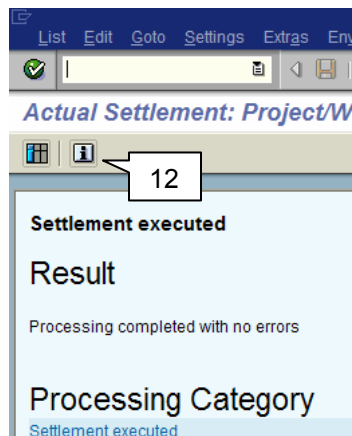 List Edit Goto Settings Extras
Actual Settlement: Project/W
12
Settlement executed
Result
Processing completed with no errors
Processing Category
Settlement executed